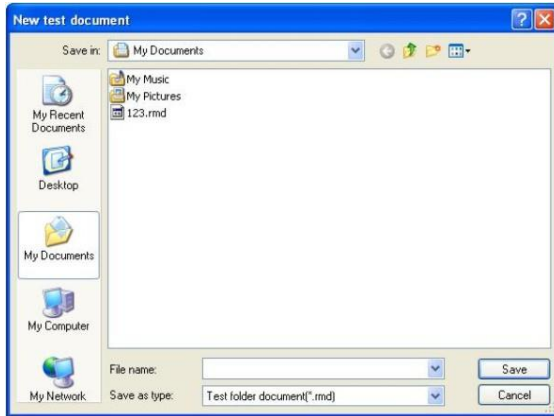 New test document
Save in:
My Documents
My Recent
Documents
Desktop
My Documents
My Computer
My Network
My Music
My Pictures
123.rmd
File name:
Save
Save as type:
Test folder document(*.rmd)
Cancel